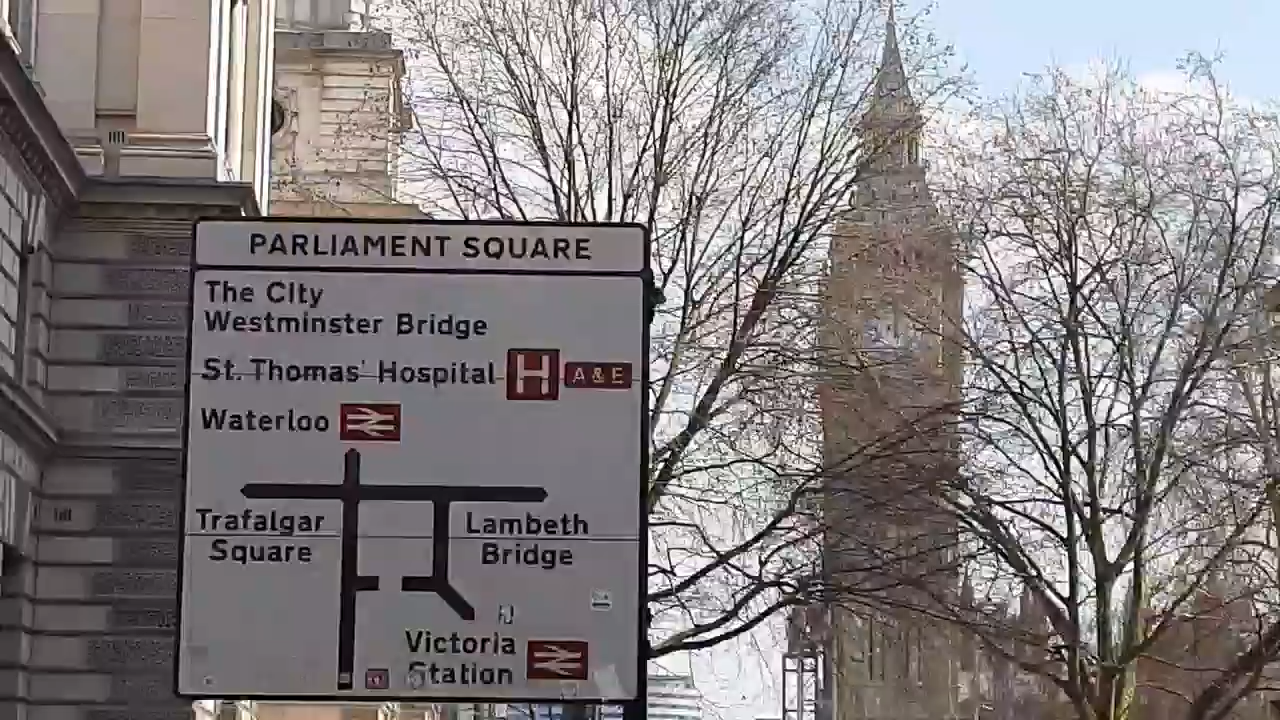 PARLIAMENT SQUARE
The City
Westminster Bridge
St. Thomas' Hospital H A & E
Waterloo
Trafalgar
Square
Lambeth
Bridge
Victoria
Station